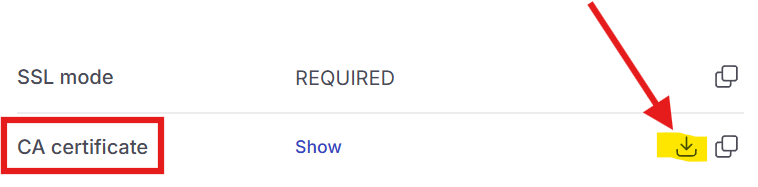 SSL mode REQUIRED
CA certificate Show